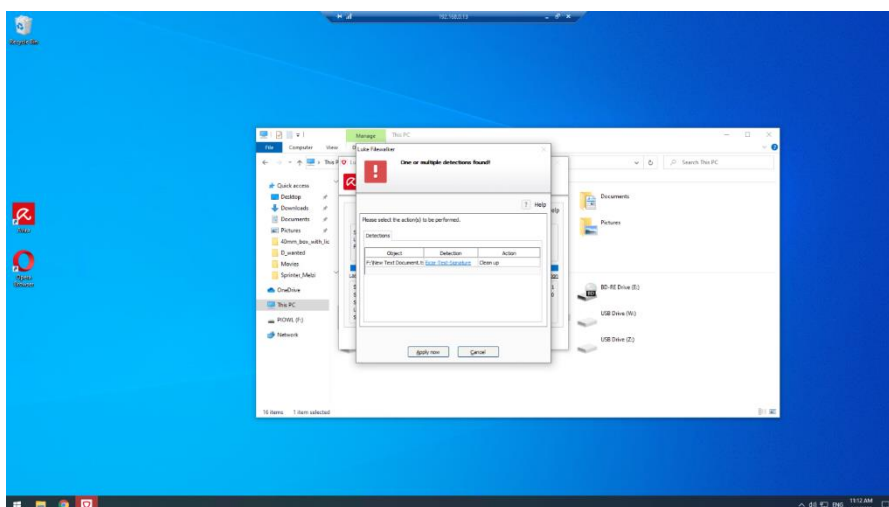 192.168.0.13
Recycle Bin
Manage
This PC
File
Computer
View
This P
Search This PC
Luke Filewalker
One or multiple detections found!
Help
Please select the action(s) to be performed.
Detections
Object
Detection
Action
F:\New Text Document.t
Eicar-Test-Signature
Clean up
Apply now
Cancel
Quick access
Desktop
Downloads
Documents
Pictures
40mm_box_with_lic
D_wanted
Movies
Sprinter_Melzi
OneDrive
This PC
PIOWL (F:)
Network
Documents
Pictures
BD-RE Drive (E:)
USB Drive (W:)
USB Drive (Z:)
16 items
1 item selected
Opera
Browser
ENG
11:12 AM